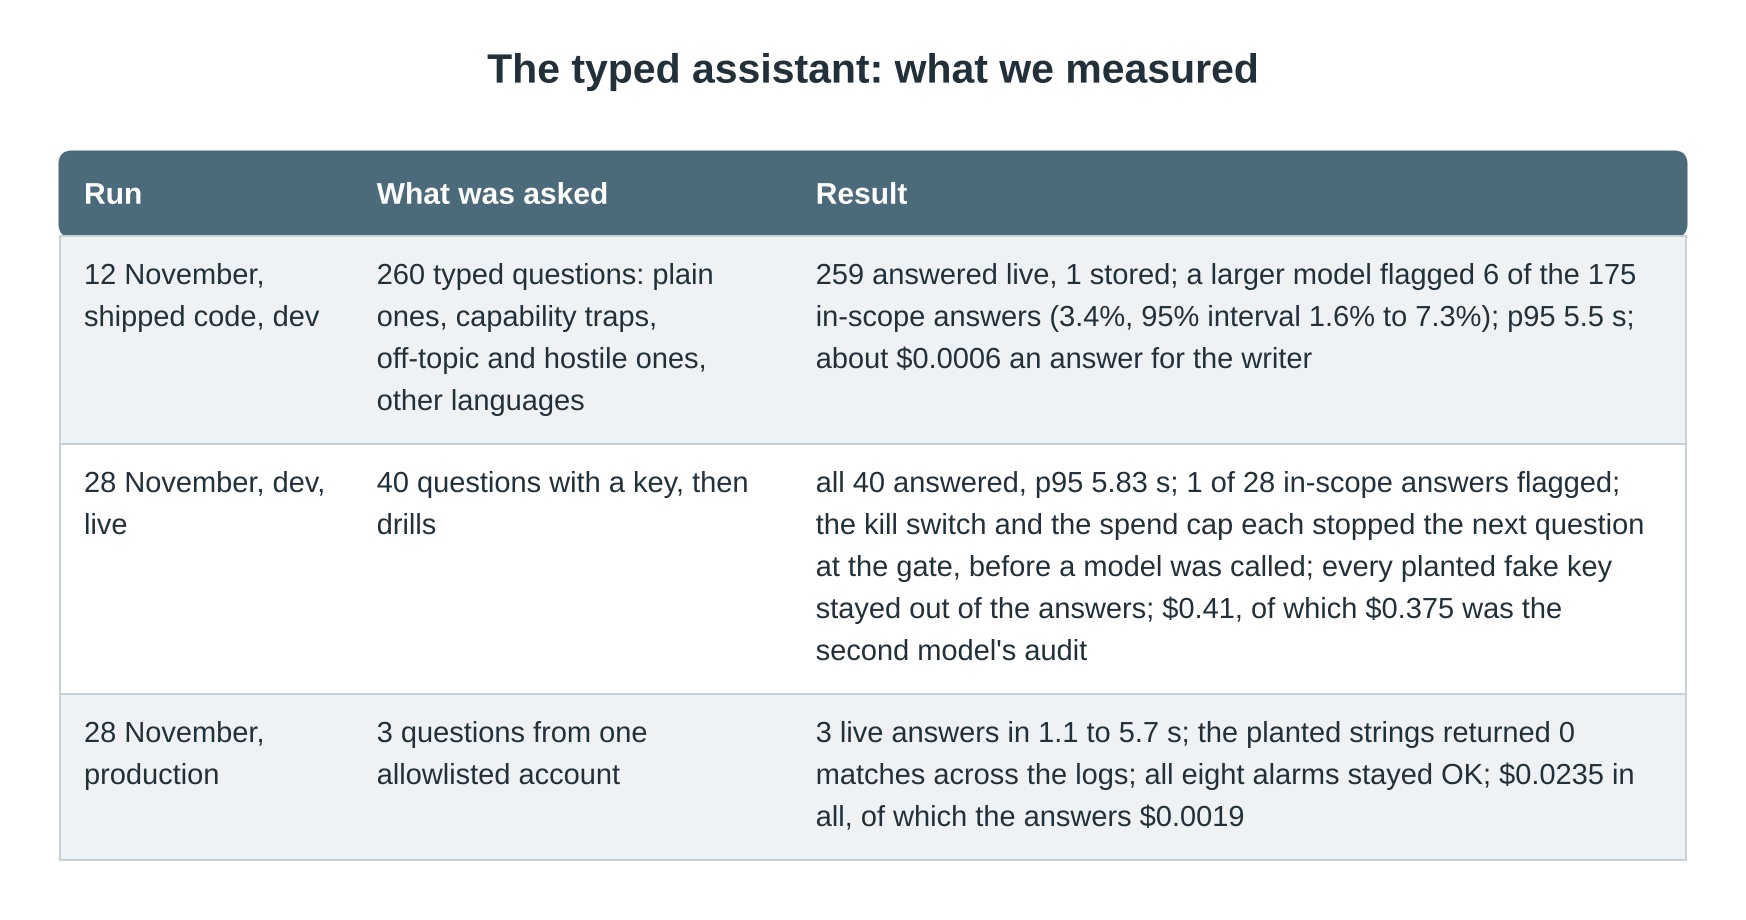 The typed assistant: what we measured
Run What was asked Result
12 November,
shipped code, dev
260 typed questions: plain
ones, capability traps,
off-topic and hostile ones,
other languages
259 answered live, 1 stored; a larger model flagged 6 of the 175
in-scope answers (3.4%, 95% interval 1.6% to 7.3%); p95 5.5 s;
about $0.0006 an answer for the writer
28 November, dev,
live
40 questions with a key, then
drills
all 40 answered, p95 5.83 s; 1 of 28 in-scope answers flagged;
the kill switch and the spend cap each stopped the next question
at the gate, before a model was called; every planted fake key
stayed out of the answers; $0.41, of which $0.375 was the
second model's audit
28 November,
production
3 questions from one
allowlisted account
3 live answers in 1.1 to 5.7 s; the planted strings returned 0
matches across the logs; all eight alarms stayed OK; $0.0235 in
all, of which the answers $0.0019